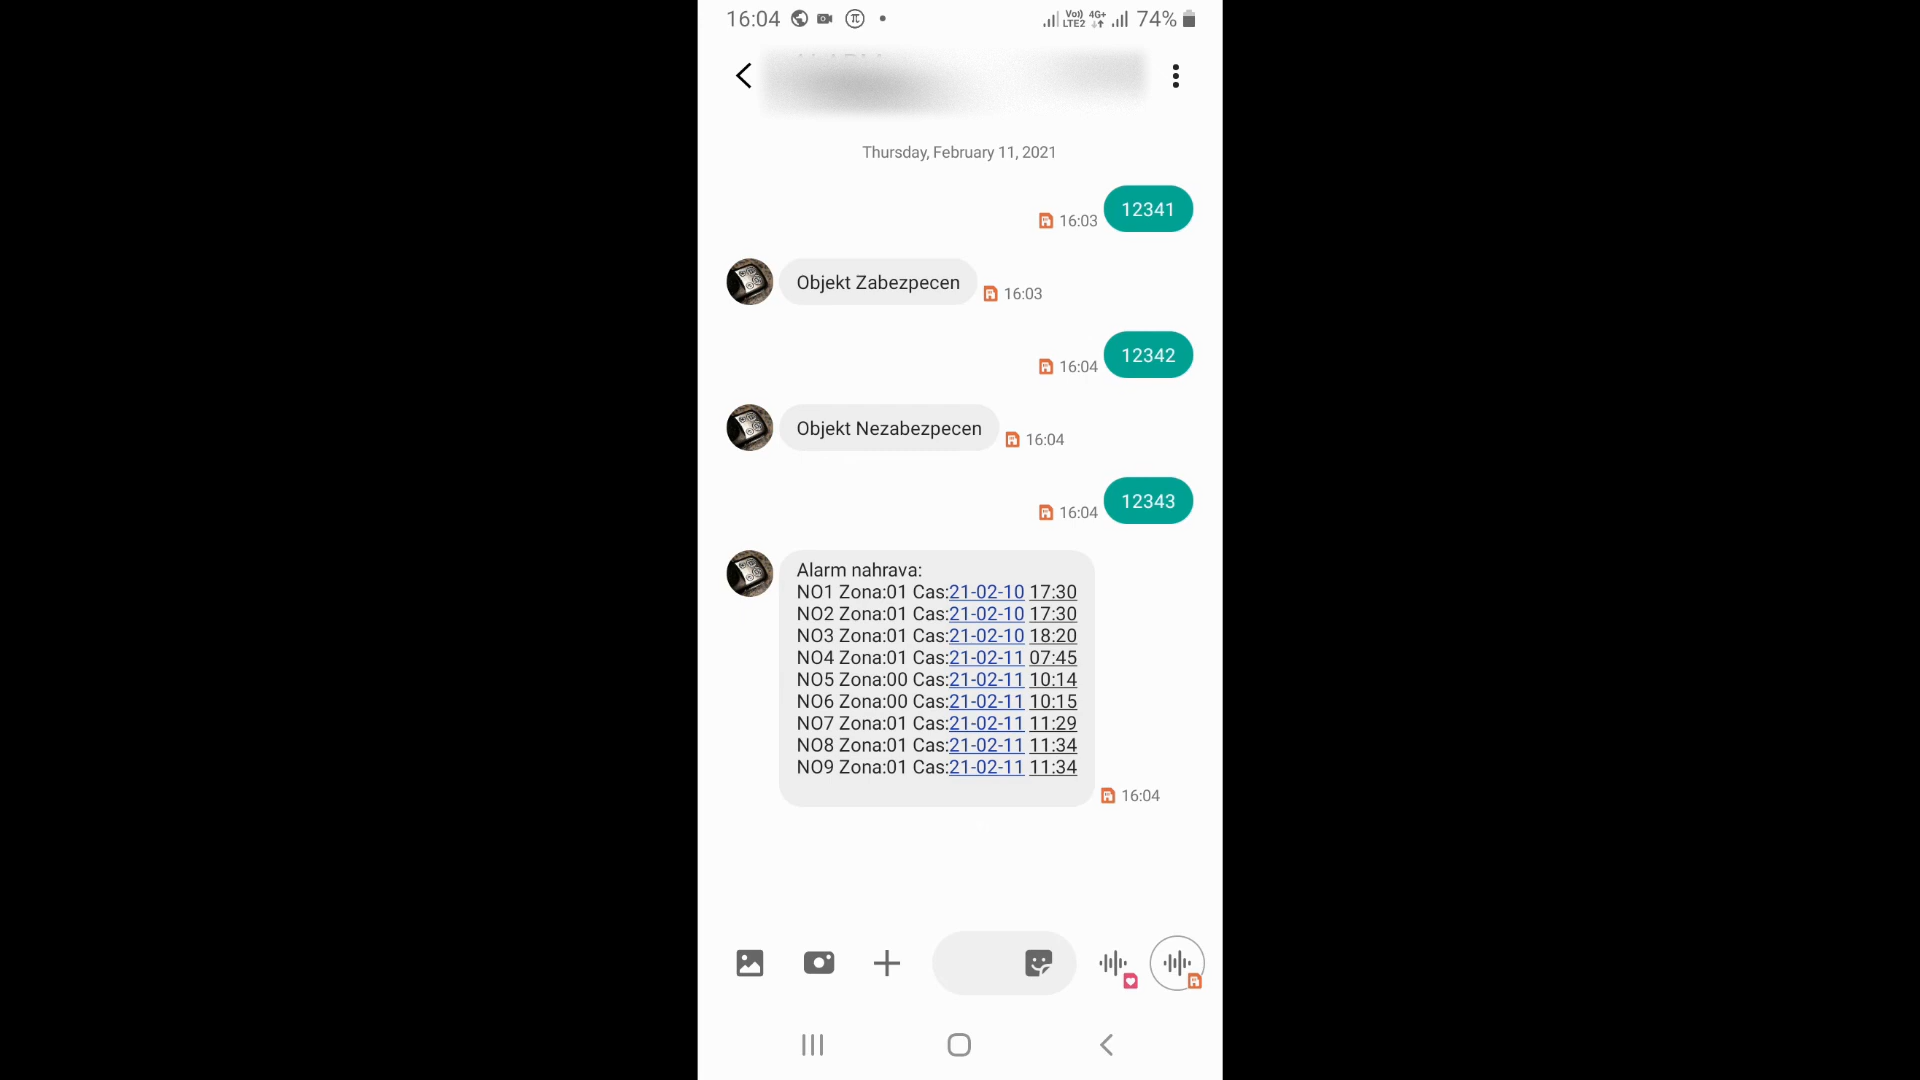 16:04 74%
Vo)) LTE2 4G+
Thursday, February 11, 2021
12341
16:03
Objekt Zabezpecen
16:03
12342
16:04
Objekt Nezabezpecen
16:04
12343
16:04
Alarm nahrava:
NO1 Zona:01 Cas:21-02-10 17:30
NO2 Zona:01 Cas:21-02-10 17:30
NO3 Zona:01 Cas:21-02-10 18:20
NO4 Zona:01 Cas:21-02-11 07:45
NO5 Zona:00 Cas:21-02-11 10:14
NO6 Zona:00 Cas:21-02-11 10:15
NO7 Zona:01 Cas:21-02-11 11:29
NO8 Zona:01 Cas:21-02-11 11:34
NO9 Zona:01 Cas:21-02-11 11:34
16:04